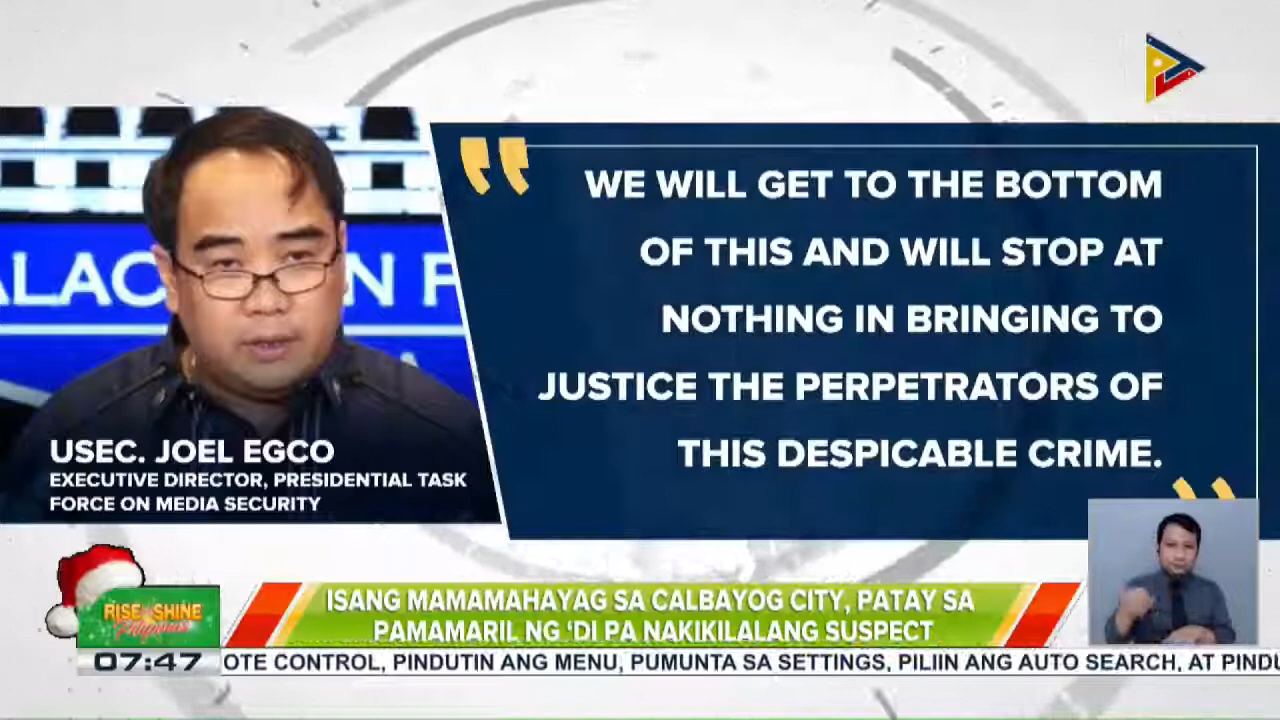 ALAC
N F
A
USEC. JOEL EGCO
EXECUTIVE DIRECTOR, PRESIDENTIAL TASK
FORCE ON MEDIA SECURITY
WE WILL GET TO THE BOTTOM
OF THIS AND WILL STOP AT
NOTHING IN BRINGING TO
JUSTICE THE PERPETRATORS OF
THIS DESPICABLE CRIME.
RISE SHINE
Pilipinas
ISANG MAMAMAHAYAG SA CALBAYOG CITY, PATAY SA
PAMAMARIL NG ‘DI PA NAKIKILALANG SUSPECT
07:47
OTE CONTROL, PINDUTIN ANG MENU, PUMUNTA SA SETTINGS, PILIIN ANG AUTO SEARCH, AT PINDU